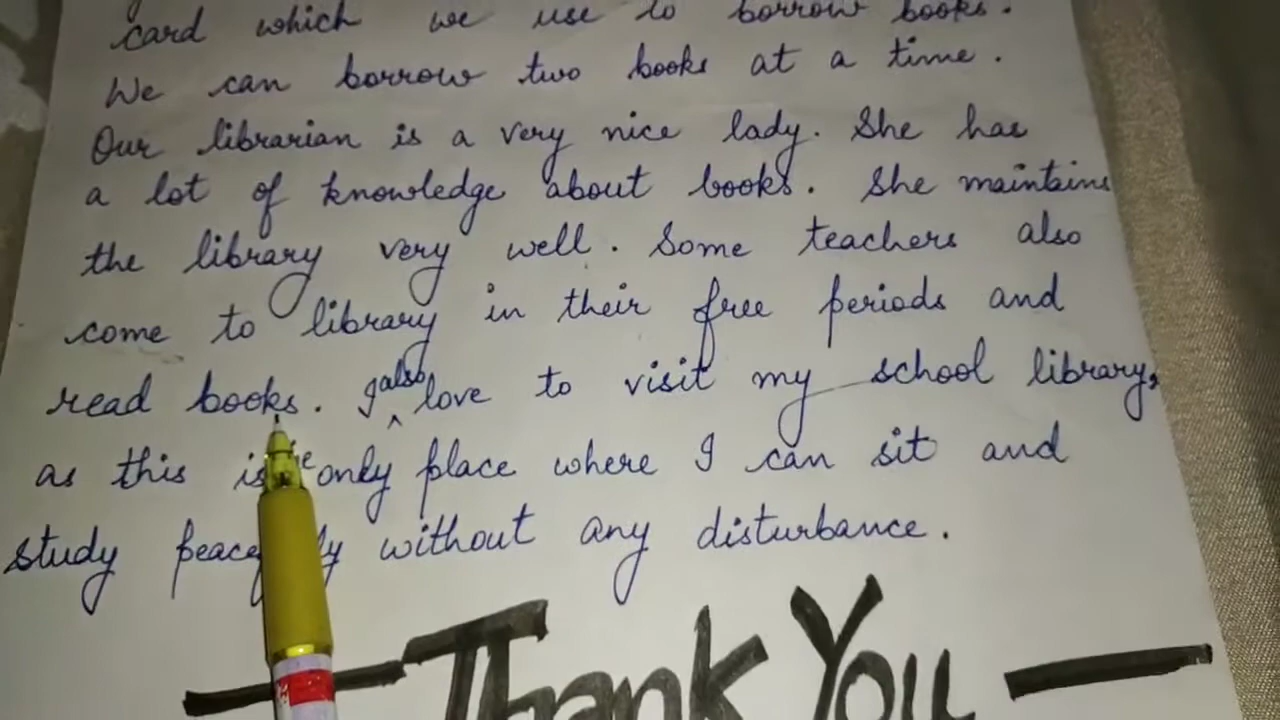 card which we use to borrow books.
We can borrow two books at a time.
Our librarian is a very nice lady. She has
a lot of knowledge about books. She maintains
the library very well. Some teachers also
come to library in their free periods and
read books. I also love to visit my school library,
as this is only place where I can sit and
study without any disturbance.
Thank You